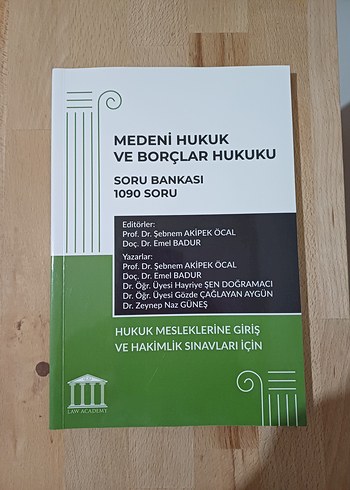 MEDENİ HUKUK
VE BORÇLAR HUKUKU
SORU BANKASI
1090 SORU
Editörler:
Prof. Dr. Şebnem AKİPEK ÖCAL
Doç. Dr. Emel BADUR
Yazarlar:
Prof. Dr. Şebnem AKİPEK ÖCAL
Doç. Dr. Emel BADUR
Dr. Öğr. Üyesi Hayriye ŞEN DOĞRAMACI
Dr. Öğr. Üyesi Gözde ÇAĞLAYAN AYGÜN
Dr. Zeynep Naz GÜNEŞ
HUKUK MESLEKLERİNE GİRİŞ
VE HAKİMLİK SINAVLARI İÇİN
LAW ACADEMY